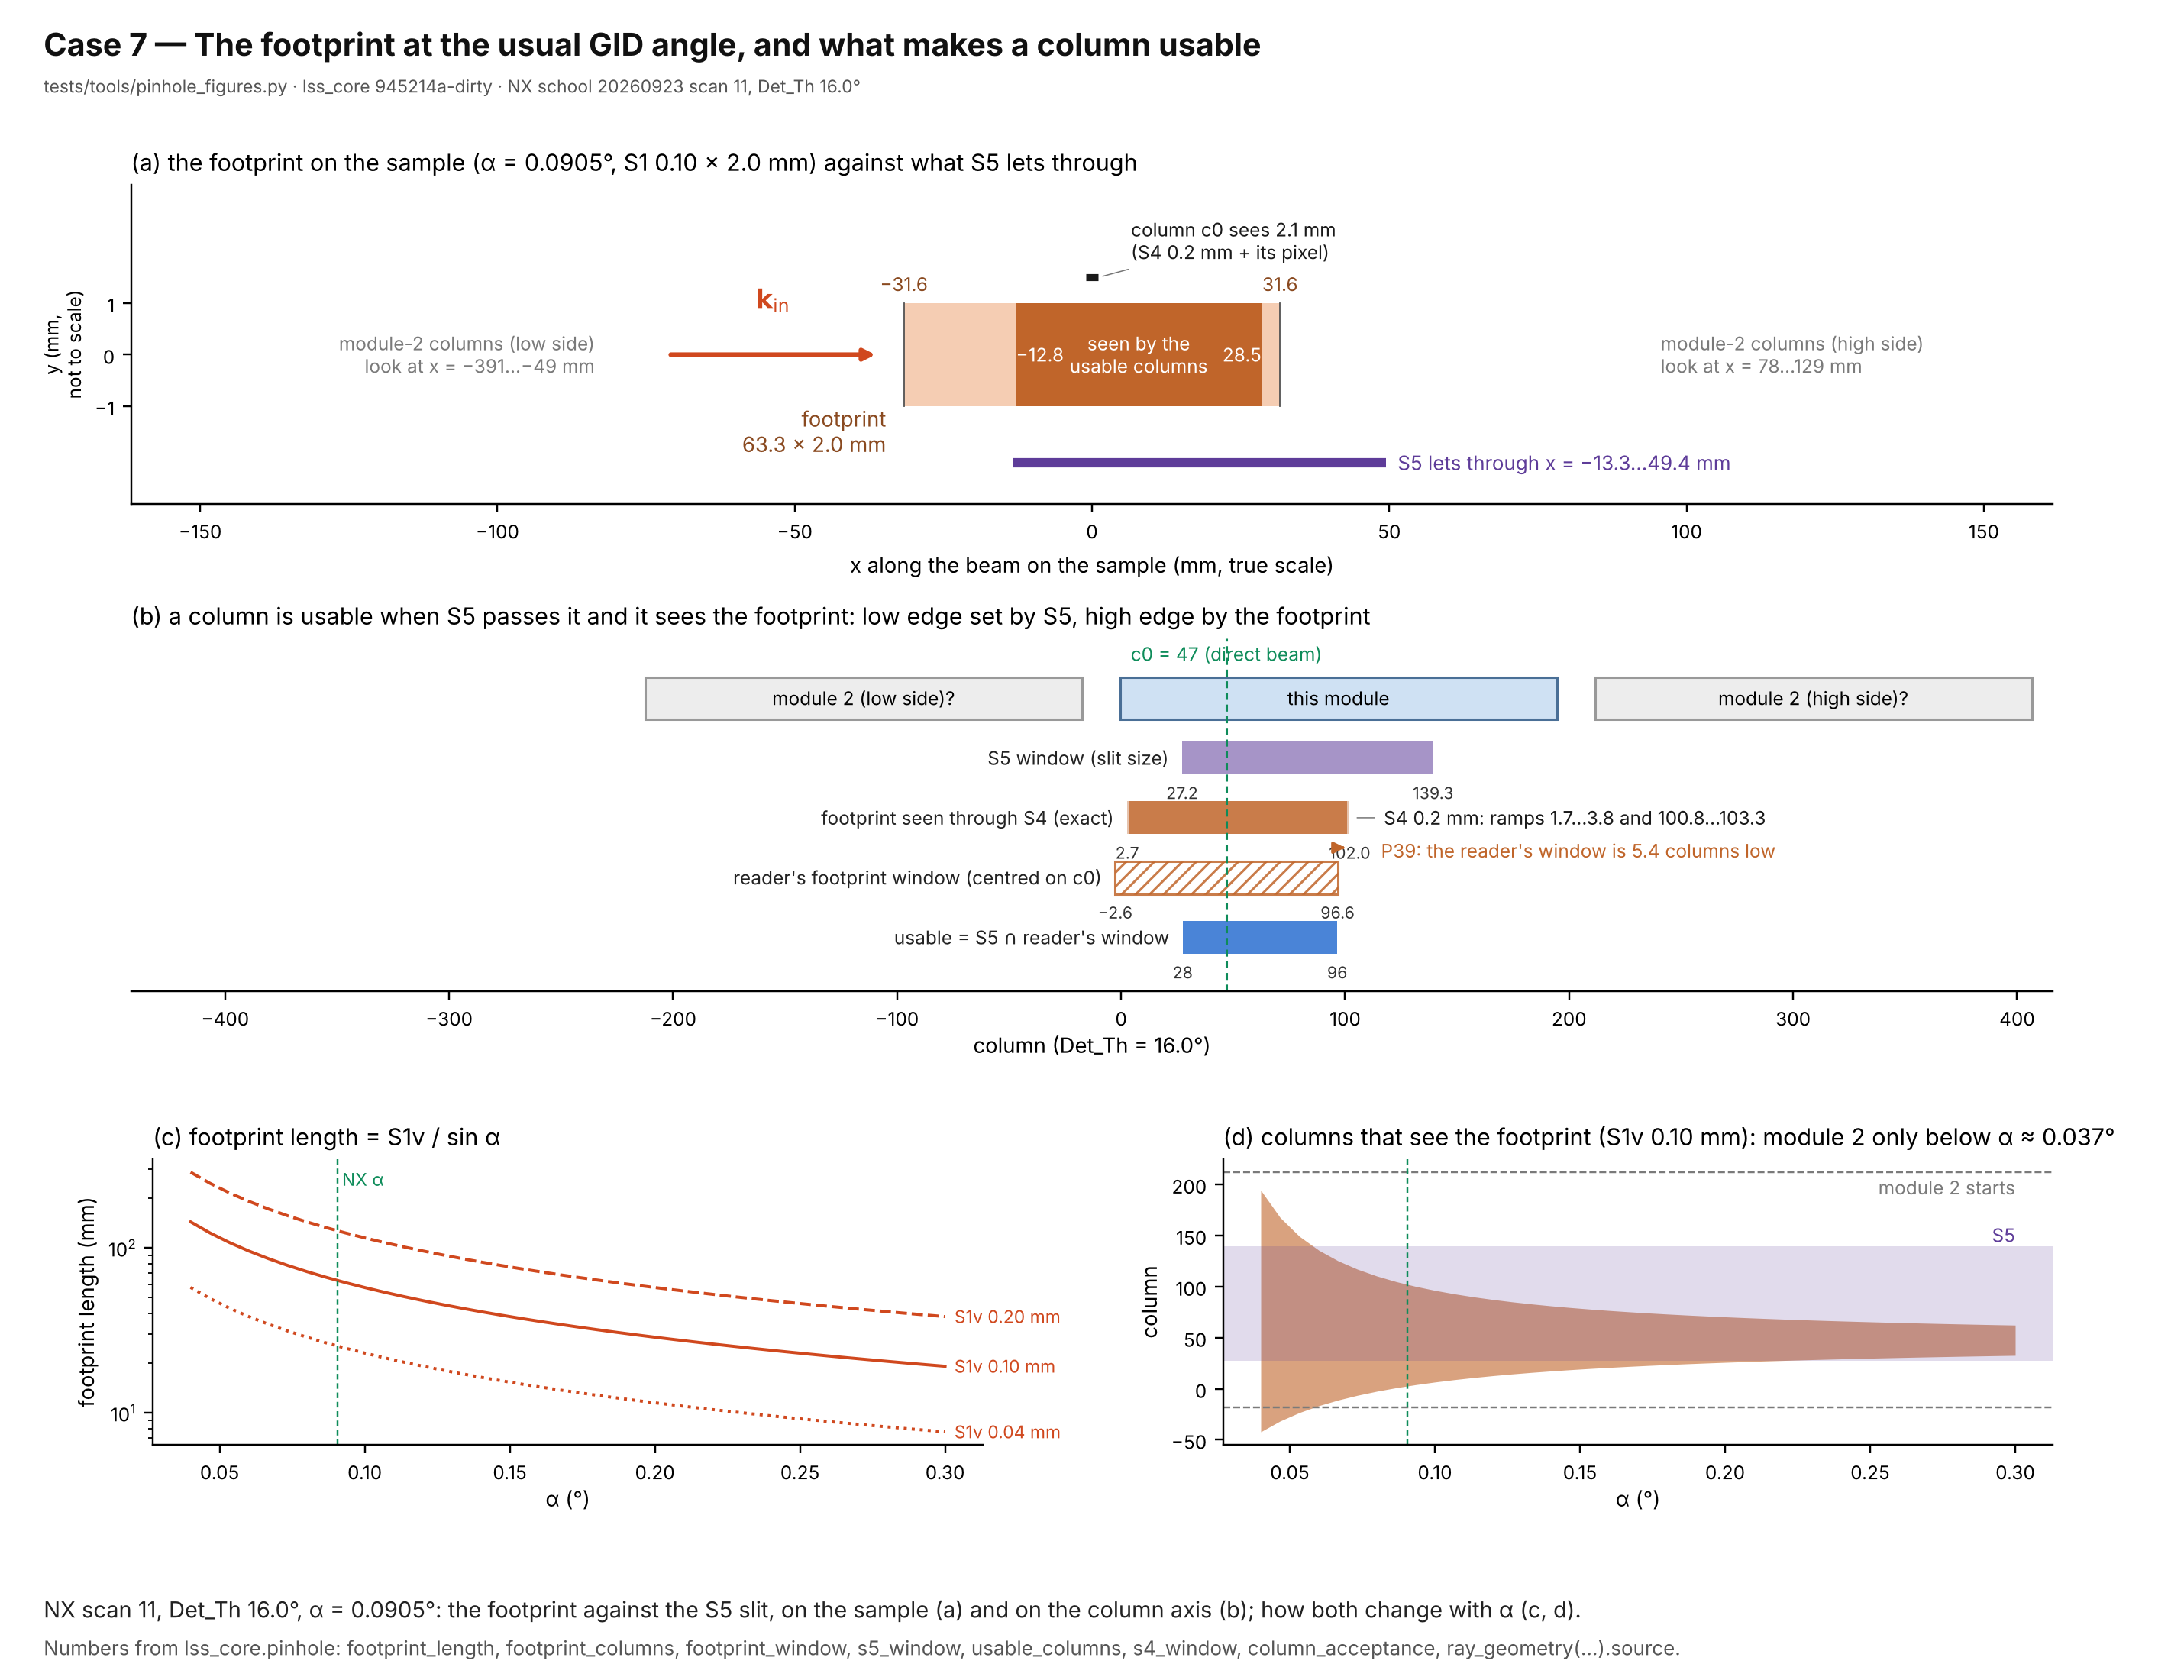 Case 7 — The footprint at the usual GID angle, and what makes a column usable
tests/tools/pinhole_figures.py · lss_core 945214a-dirty · NX school 20260923 scan 11, Det_Th 16.0°
(a) the footprint on the sample (α = 0.0905°, S1 0.10 × 2.0 mm) against what S5 lets through
column c0 sees 2.1 mm
(S4 0.2 mm + its pixel)
−31.6
31.6
k_in
y (mm,
not to scale)
1
0
−1
module-2 columns (low side)
look at x = −391...−49 mm
−12.8
seen by the
usable columns
28.5
module-2 columns (high side)
look at x = 78...129 mm
footprint
63.3 × 2.0 mm
S5 lets through x = −13.3...49.4 mm
−150 −100 −50 0 50 100 150
x along the beam on the sample (mm, true scale)
(b) a column is usable when S5 passes it and it sees the footprint: low edge set by S5, high edge by the footprint
c0 = 47 (direct beam)
module 2 (low side)?
this module
module 2 (high side)?
S5 window (slit size)
27.2
139.3
footprint seen through S4 (exact)
S4 0.2 mm: ramps 1.7...3.8 and 100.8...103.3
2.7
102.0
P39: the reader's window is 5.4 columns low
reader's footprint window (centred on c0)
−2.6
96.6
usable = S5 ∩ reader's window
28
96
−400 −300 −200 −100 0 100 200 300 400
column (Det_Th = 16.0°)
(c) footprint length = S1v / sin α
NX α
footprint length (mm)
10²
10¹
S1v 0.20 mm
S1v 0.10 mm
S1v 0.04 mm
0.05 0.10 0.15 0.20 0.25 0.30
α (°)
(d) columns that see the footprint (S1v 0.10 mm): module 2 only below α ≈ 0.037°
module 2 starts
S5
column
200
150
100
50
0
−50
0.05 0.10 0.15 0.20 0.25 0.30
α (°)
NX scan 11, Det_Th 16.0°, α = 0.0905°: the footprint against the S5 slit, on the sample (a) and on the column axis (b); how both change with α (c, d).
Numbers from lss_core.pinhole: footprint_length, footprint_columns, footprint_window, s5_window, usable_columns, s4_window, column_acceptance, ray_geometry(...).source.